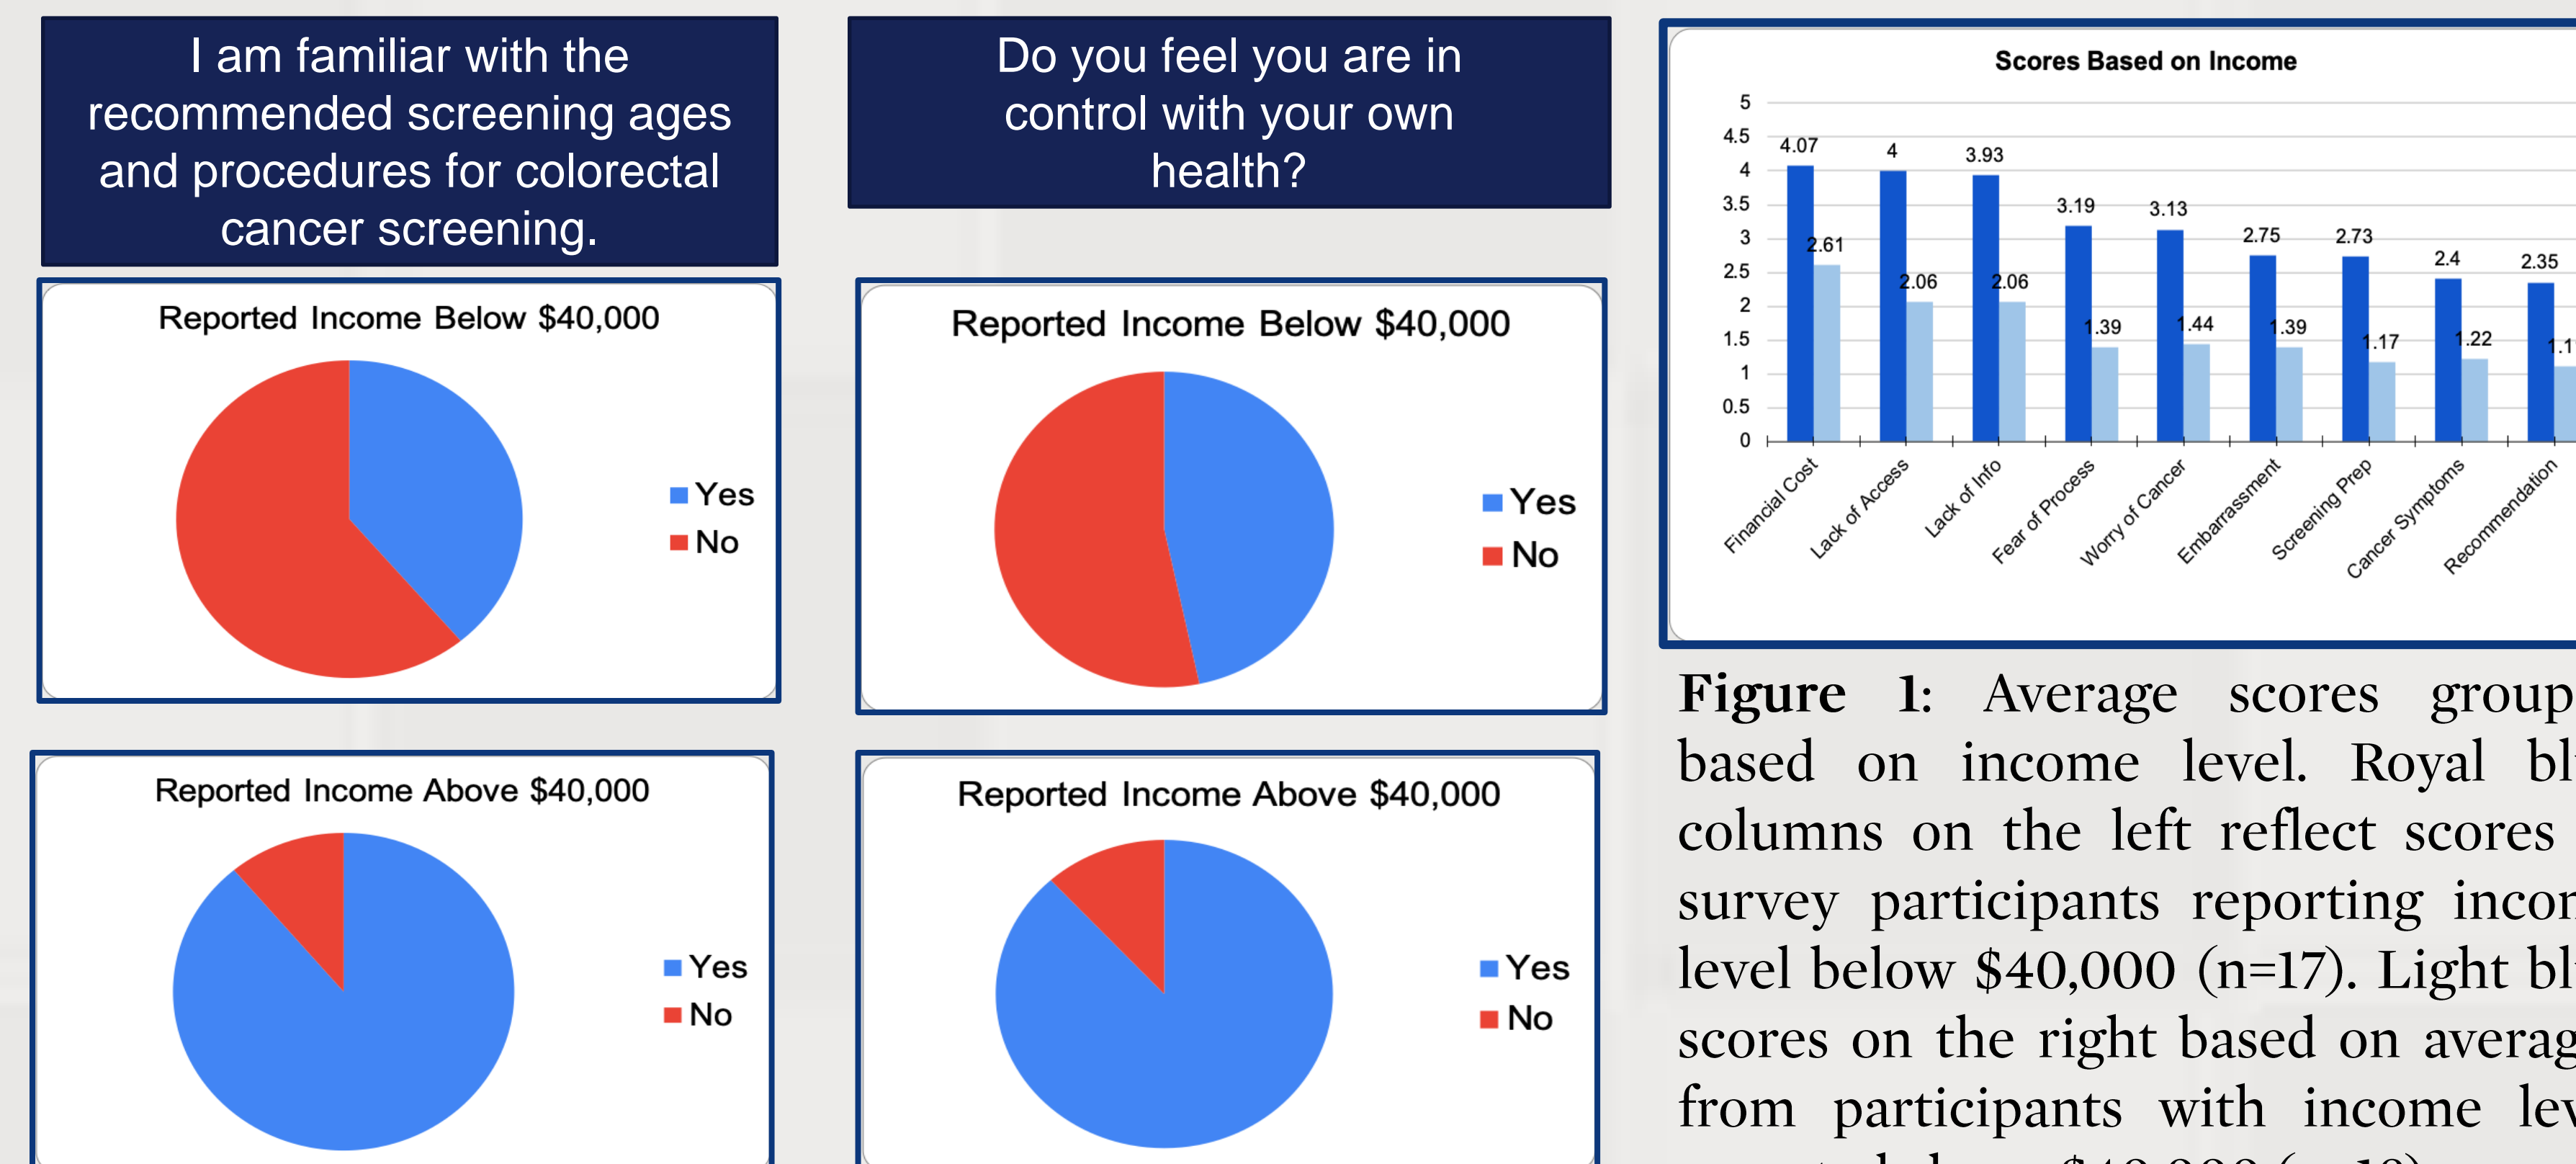 I am familiar with the
recommended screening ages
and procedures for colorectal
cancer screening.
Reported Income Below $40,000
Yes
No
Reported Income Above $40,000
Yes
No
Do you feel you are in
control with your own
health?
Reported Income Below $40,000
Yes
No
Reported Income Above $40,000
Yes
No
Scores Based on Income
5
4.5
4
3.5
3
2.5
2
1.5
1
0.5
0
4.07
2.61
4
2.06
3.93
2.06
3.19
1.39
3.13
1.44
2.75
1.39
2.73
1.17
2.4
1.22
2.35
Financial Cost
Lack of Access
Lack of Info
Fear of Process
Worry of Cancer
Embarrassment
Screening Prep
Cancer Symptoms
Recommendation
Figure 1: Average scores group
based on income level. Royal
columns on the left reflect scores
survey participants reporting
level below $40,000 (n=17). Light
scores on the right based on
from participants with income